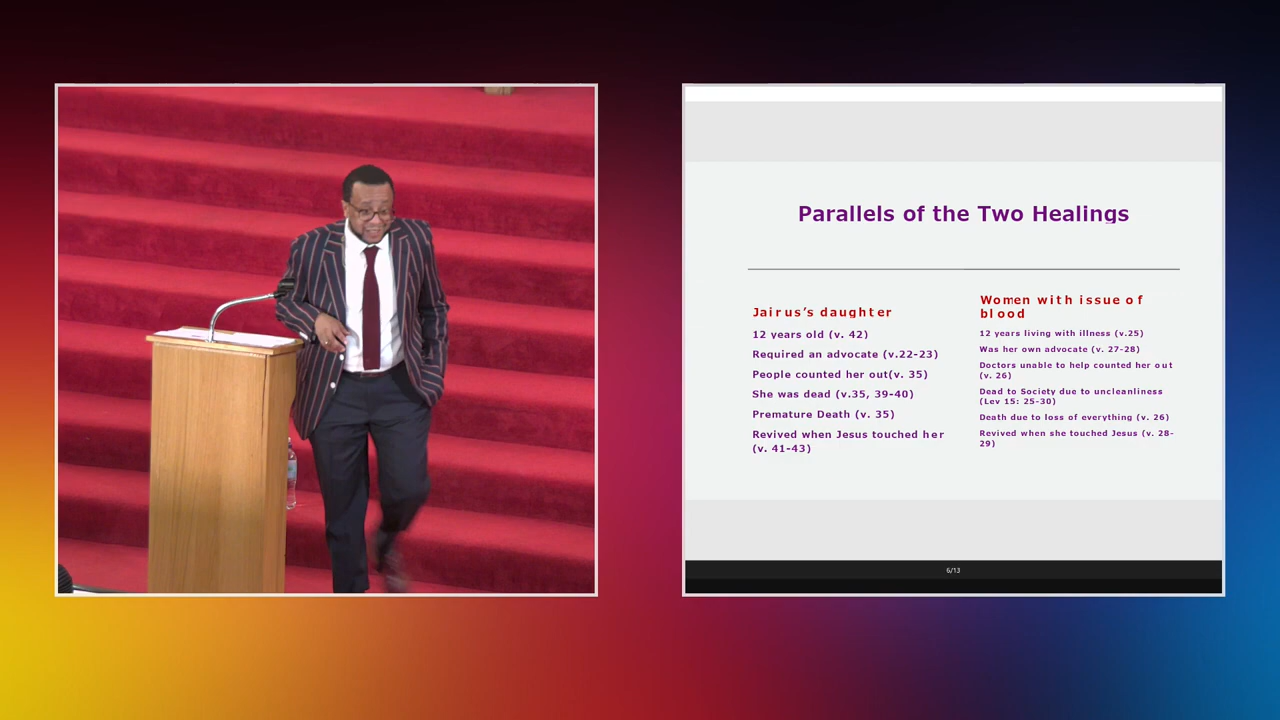 Parallels of the Two Healings
Jairus’s daughter
12 years old (v. 42)
Required an advocate (v.22-23)
People counted her out(v. 35)
She was dead (v.35, 39-40)
Premature Death (v. 35)
Revived when Jesus touched her
(v. 41-43)
Women with issue of
blood
12 years living with illness (v.25)
Was her own advocate (v. 27-28)
Doctors unable to help counted her out
(v. 26)
Dead to Society due to uncleanliness
(Lev 15: 25-30)
Death due to loss of everything (v. 26)
Revived when she touched Jesus (v. 28-
29)
6/13